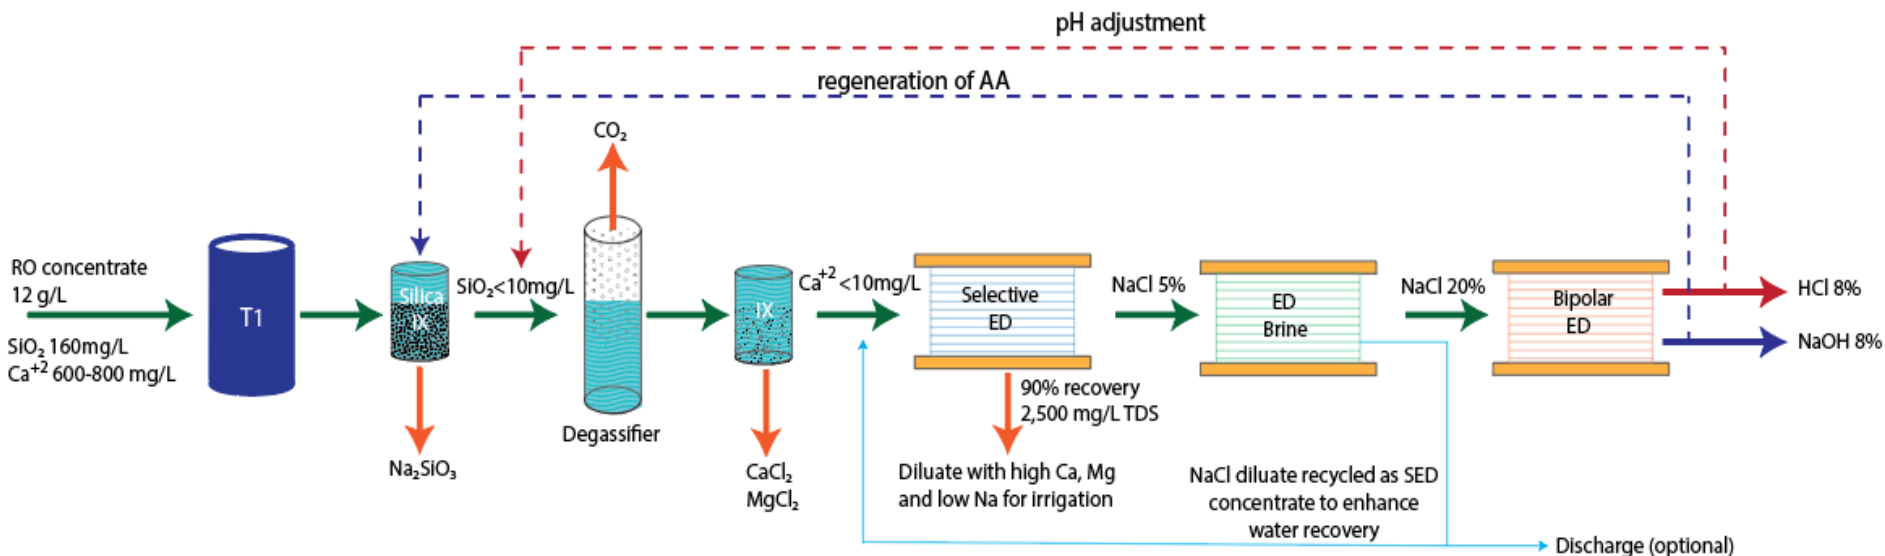 pH adjustment
regeneration of AA
CO₂
RO concentrate
12 g/L
SiO₂ 160mg/L
Ca⁺² 600-800 mg/L
T1
Silica
IX
SiO₂<10mg/L
Na₂SiO₃
Degassifier
IX
CaCl₂
MgCl₂
Ca⁺² <10mg/L
Selective
ED
90% recovery
2,500 mg/L TDS
Diluate with high Ca, Mg
and low Na for irrigation
NaCl 5%
ED
Brine
NaCl diluate recycled as SED
concentrate to enhance
water recovery
NaCl 20%
Bipolar
ED
HCl 8%
NaOH 8%
Discharge (optional)